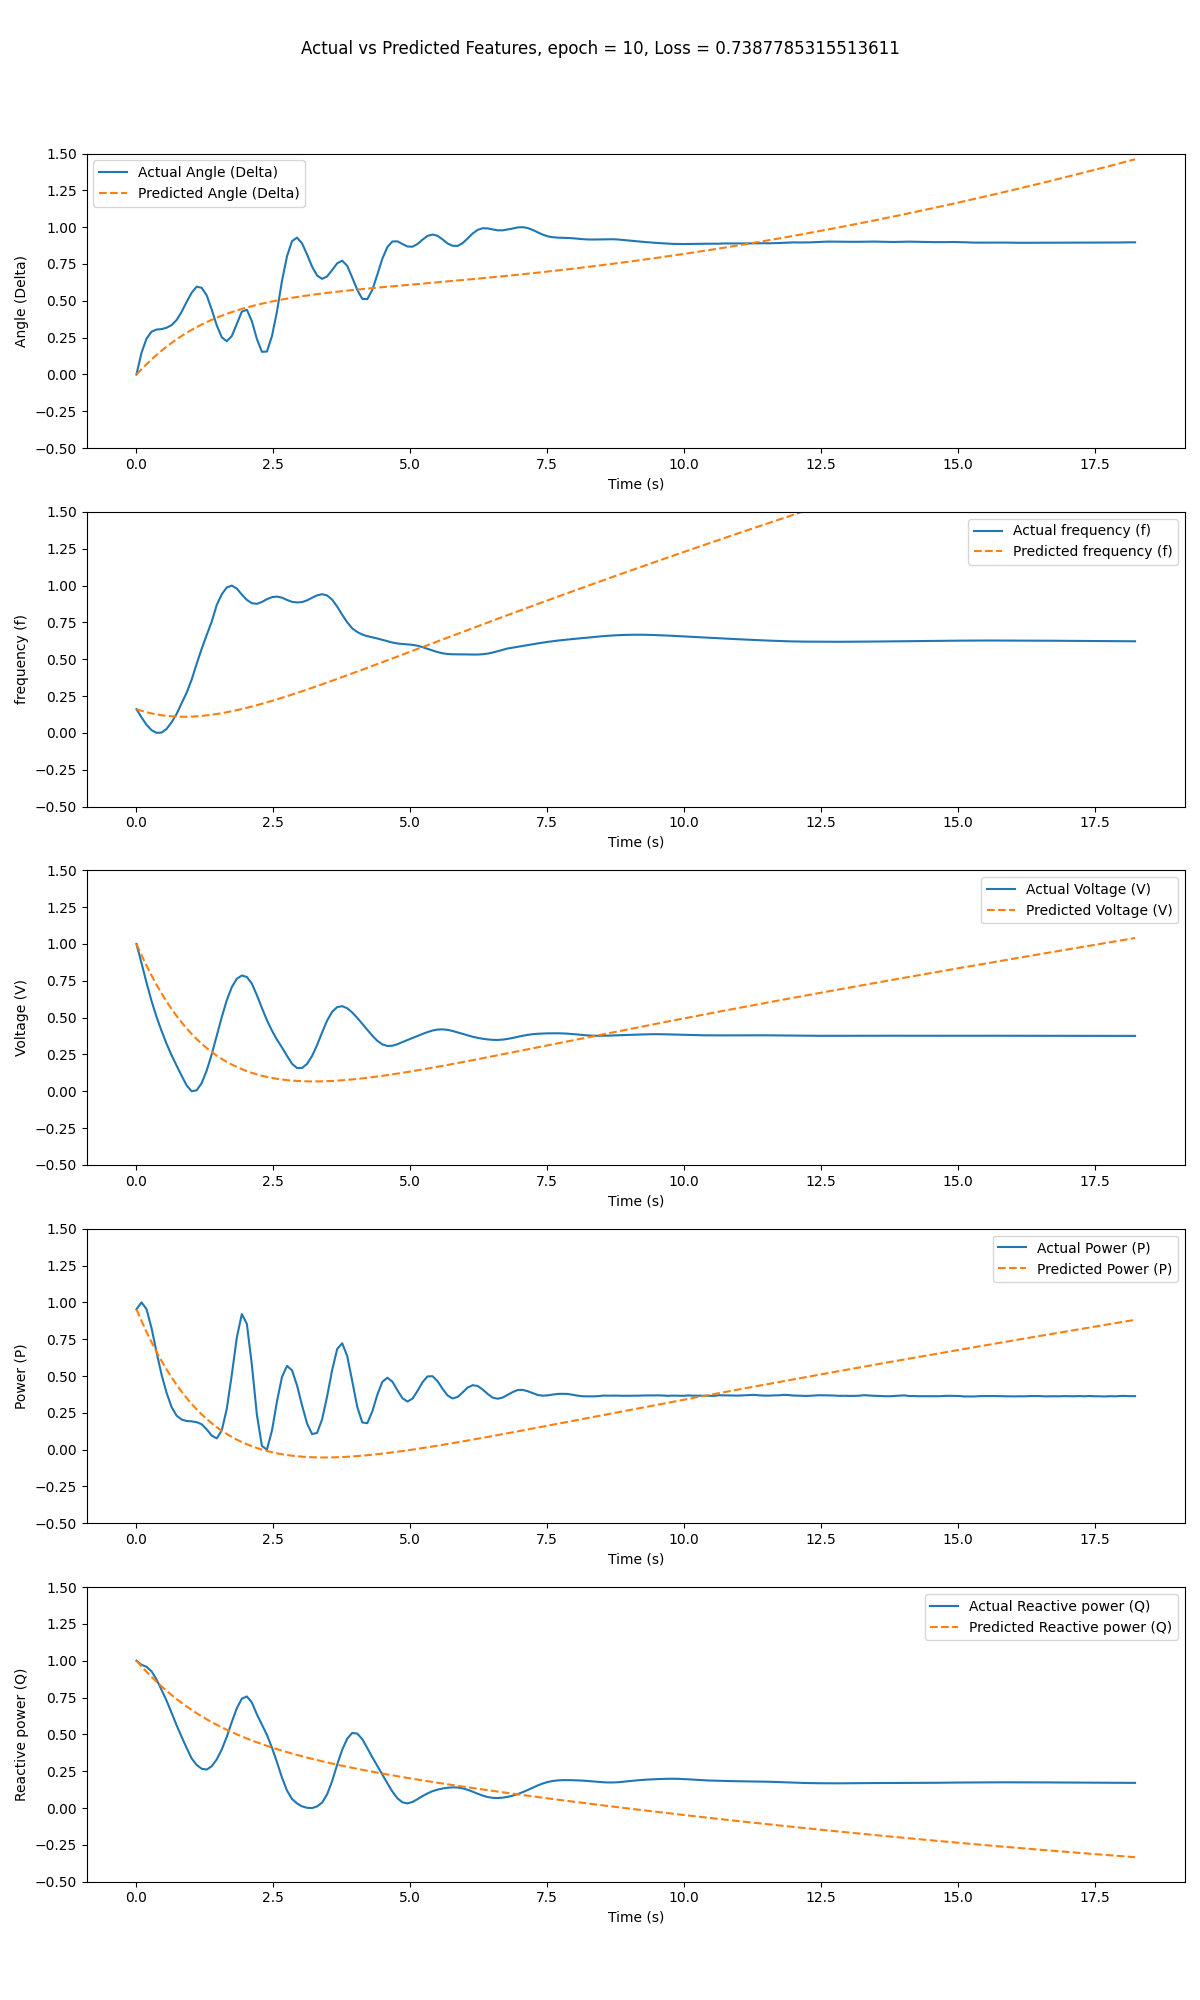 Actual vs Predicted Features, epoch = 10, Loss = 0.7387785315513611
1.50
1.25
1.00
0.75
0.50
0.25
0.00
−0.25
−0.50
Angle (Delta)
Actual Angle (Delta)
Predicted Angle (Delta)
0.0 2.5 5.0 7.5 10.0 12.5 15.0 17.5
Time (s)
1.50
1.25
1.00
0.75
0.50
0.25
0.00
−0.25
−0.50
frequency (f)
Actual frequency (f)
Predicted frequency (f)
0.0 2.5 5.0 7.5 10.0 12.5 15.0 17.5
Time (s)
1.50
1.25
1.00
0.75
0.50
0.25
0.00
−0.25
−0.50
Voltage (V)
Actual Voltage (V)
Predicted Voltage (V)
0.0 2.5 5.0 7.5 10.0 12.5 15.0 17.5
Time (s)
1.50
1.25
1.00
0.75
0.50
0.25
0.00
−0.25
−0.50
Power (P)
Actual Power (P)
Predicted Power (P)
0.0 2.5 5.0 7.5 10.0 12.5 15.0 17.5
Time (s)
1.50
1.25
1.00
0.75
0.50
0.25
0.00
−0.25
−0.50
Reactive power (Q)
Actual Reactive power (Q)
Predicted Reactive power (Q)
0.0 2.5 5.0 7.5 10.0 12.5 15.0 17.5
Time (s)